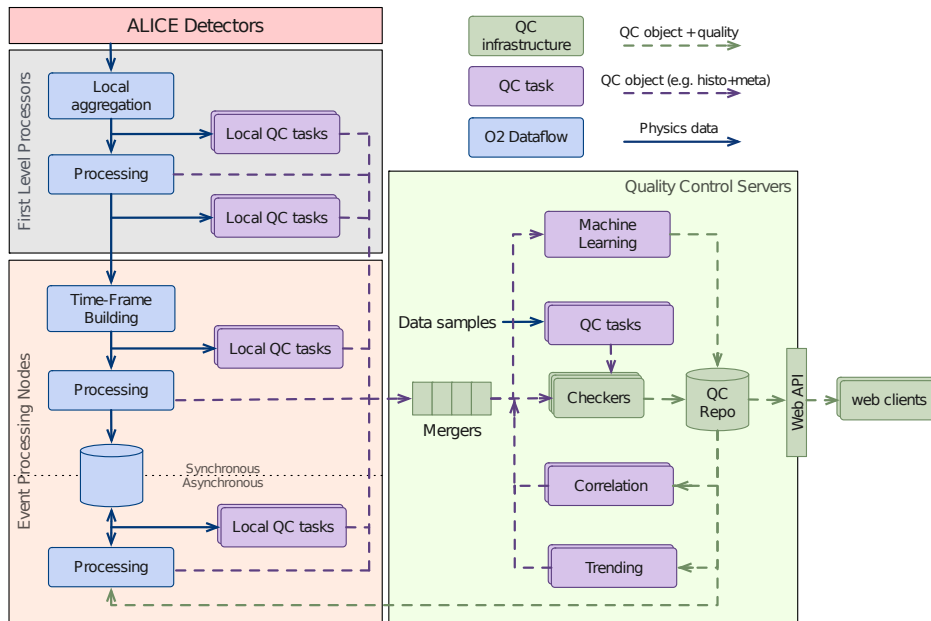 ALICE Detectors
QC
infrastructure
QC object + quality
QC task
QC object (e.g. histo+meta)
O2 Dataflow
Physics data
First Level Processors
Local
aggregation
Local QC tasks
Processing
Local QC tasks
Event Processing Nodes
Time-Frame
Building
Local QC tasks
Processing
Synchronous
Asynchronous
Local QC tasks
Processing
Quality Control Servers
Machine
Learning
Data samples
QC tasks
Mergers
Checkers
QC
Repo
Correlation
Trending
Web API
web clients